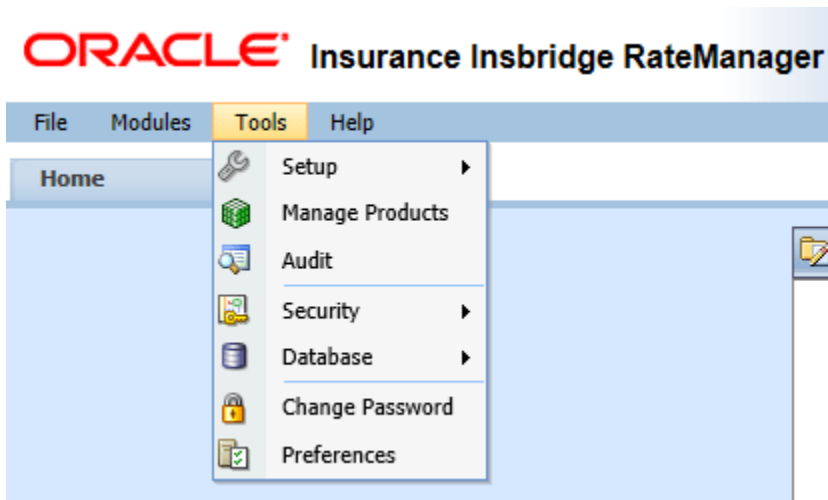 ORACLE Insurance Insbridge RateManager
File Modules Tools Help
Home
Setup
Manage Products
Audit
Security
Database
Change Password
Preferences